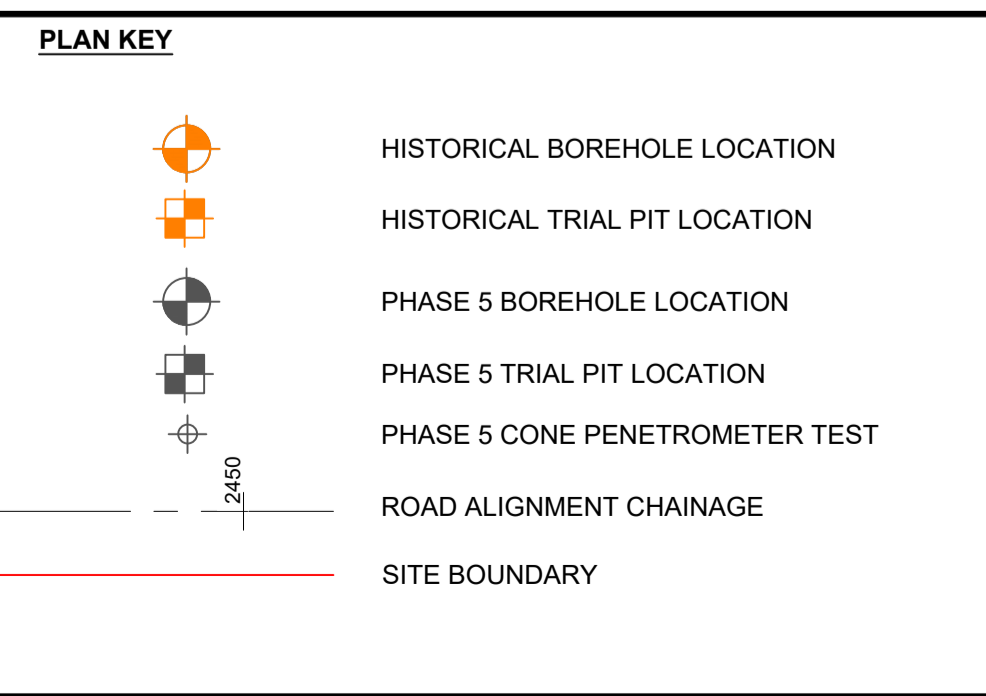 PLAN KEY
HISTORICAL BOREHOLE LOCATION
HISTORICAL TRIAL PIT LOCATION
PHASE 5 BOREHOLE LOCATION
PHASE 5 TRIAL PIT LOCATION
PHASE 5 CONE PENETROMETER TEST
2450
ROAD ALIGNMENT CHAINAGE
SITE BOUNDARY